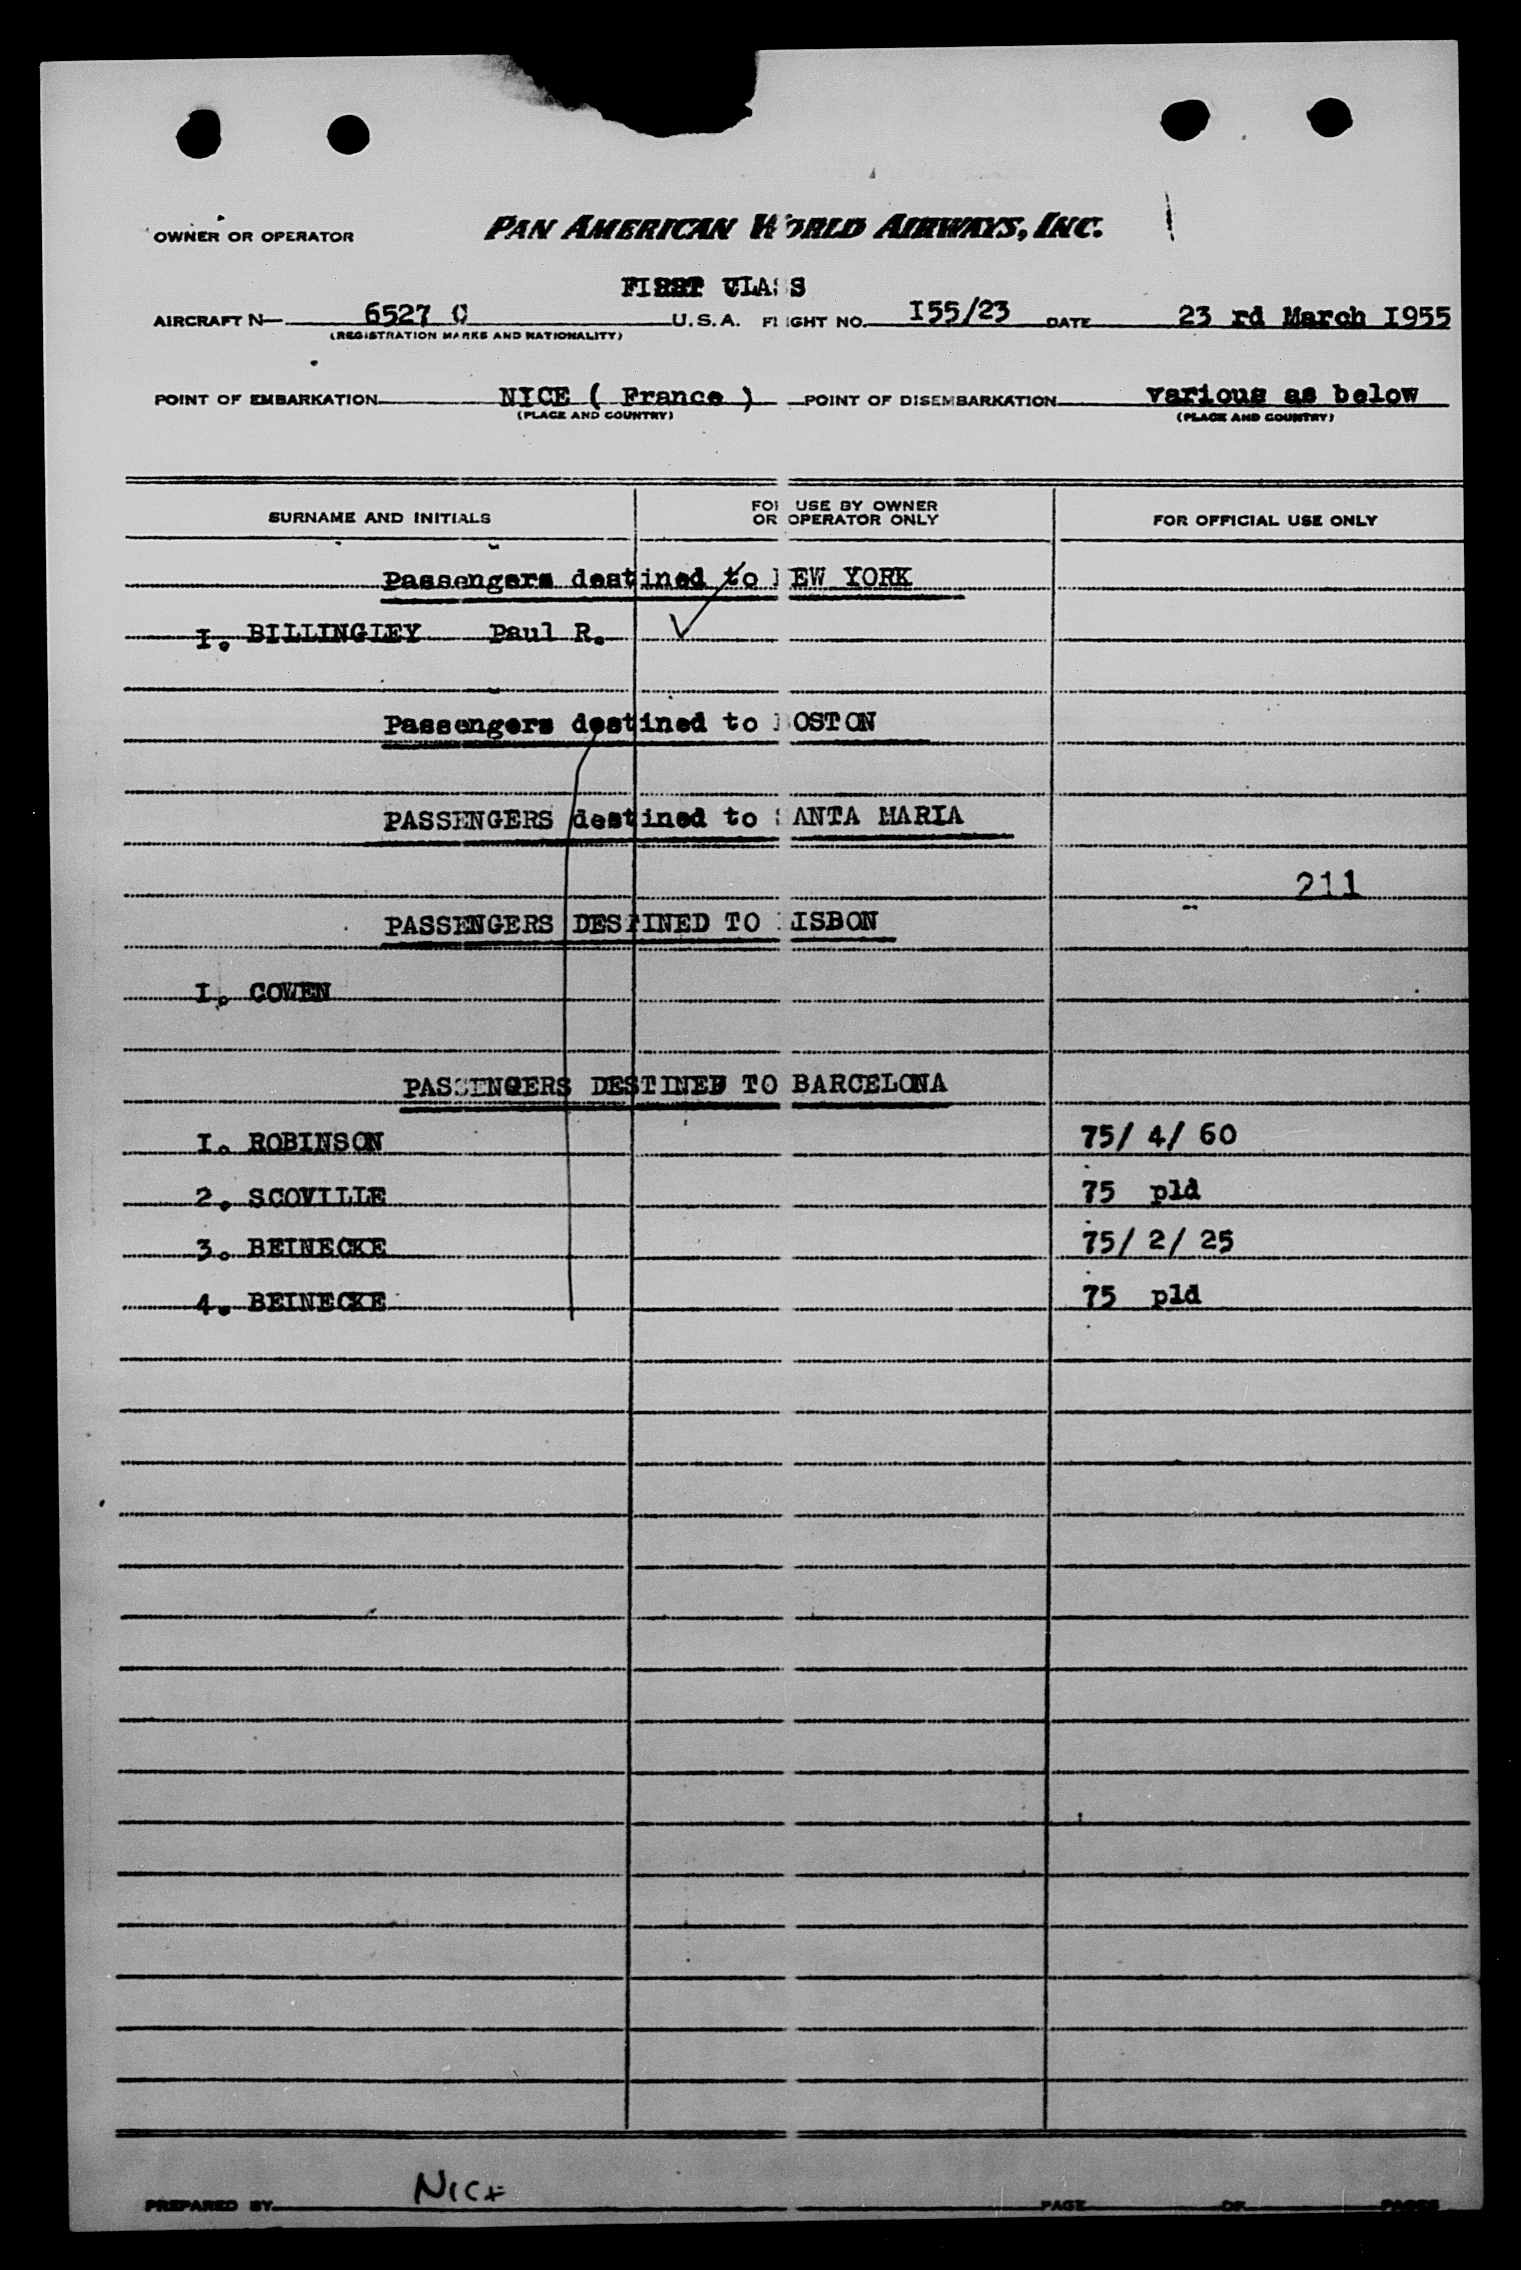 OWNER OR OPERATOR PAN AMERICAN WORLD AIRWAYS, INC.
FIRST CLASS
AIRCRAFT N 6527 C U.S.A. FLIGHT NO. I55/23 DATE 23 rd March I955
(REGISTRATION MARKS AND NATIONALITY)
POINT OF EMBARKATION NICE ( France ) POINT OF DISEMBARKATION various as below
(PLACE AND COUNTRY) (PLACE AND COUNTRY)
SURNAME AND INITIALS FOR USE BY OWNER OR OPERATOR ONLY FOR OFFICIAL USE ONLY
Passengers destined to NEW YORK
I. BILLINGLEY Paul R.
Passengers destined to BOSTON
PASSENGERS destined to SANTA MARIA
211
PASSENGERS DESTINED TO LISBON
I. COWEN
PASSENGERS DESTINED TO BARCELONA
I. ROBINSON 75/ 4/ 60
2. SCOVILLE 75 pld
3. BEINECKE 75/ 2/ 25
4. BEINECKE 75 pld
PREPARED BY NICE PAGE OF PAGES